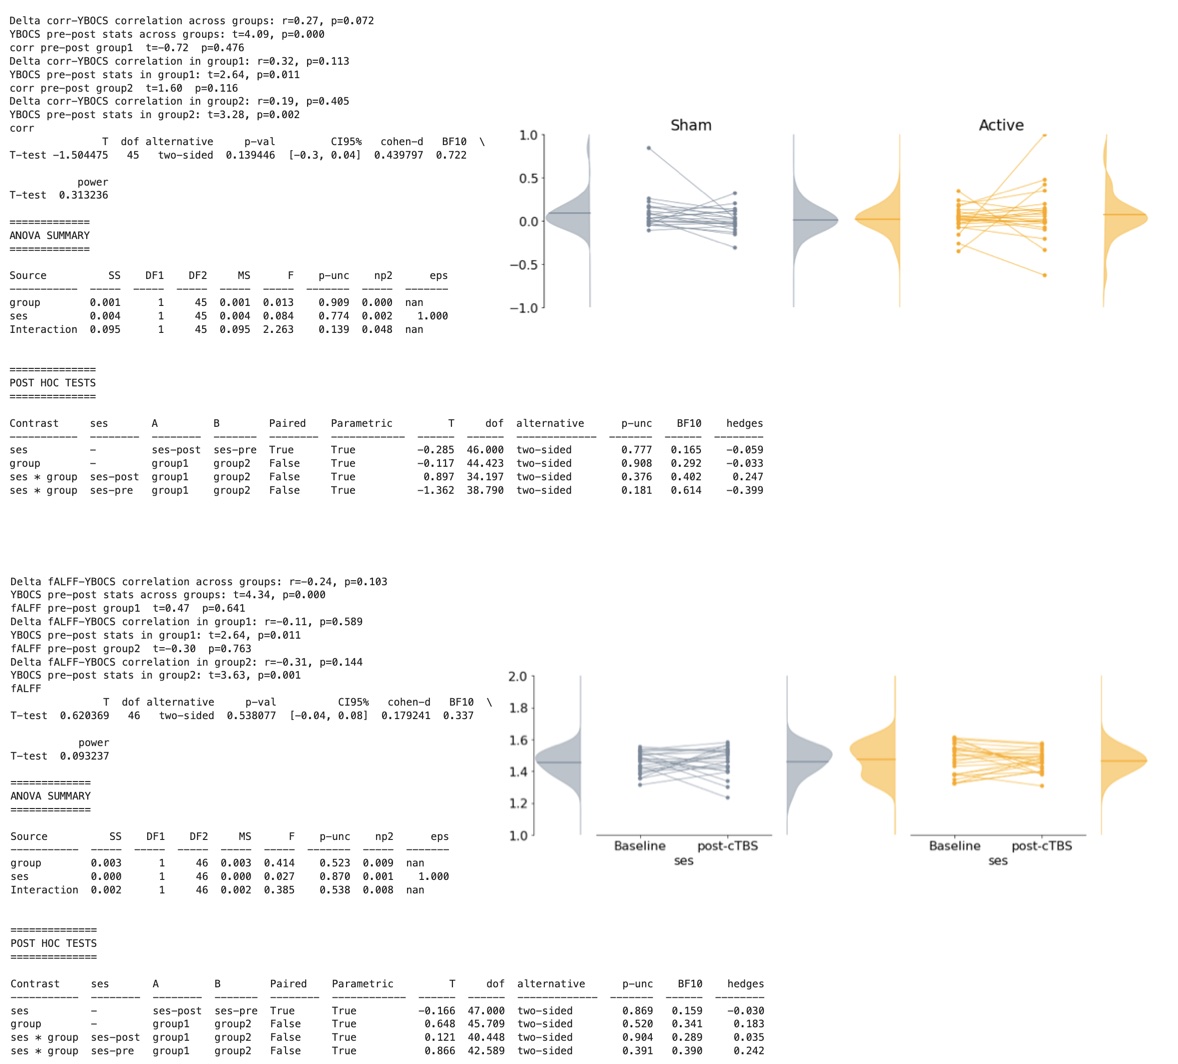 Delta corr-YBOCS correlation across groups: r=0.27, p=0.072
YBOCS pre-post stats across groups: t=4.09, p=0.000
corr pre-post group1  t=-0.72  p=0.476
Delta corr-YBOCS correlation in group1: r=0.32, p=0.113
YBOCS pre-post stats in group1: t=2.64, p=0.011
corr pre-post group2  t=1.60  p=0.116
Delta corr-YBOCS correlation in group2: r=0.19, p=0.405
YBOCS pre-post stats in group2: t=3.28, p=0.002
corr
T  dof alternative  p-val  CI95%  cohen-d  BF10  \
T-test -1.504475  45  two-sided  0.139446  [-0.3, 0.04]  0.439797  0.722
power
T-test  0.313236
=============
ANOVA SUMMARY
=============
Source  SS  DF1  DF2  MS  F  p-unc  np2  eps
-----------  -----  -----  -----  -----  -----  -------  -----  -------
group  0.001  1  45  0.001  0.013  0.909  0.000  nan
ses  0.004  1  45  0.004  0.084  0.774  0.002  1.000
Interaction  0.095  1  45  0.095  2.263  0.139  0.048  nan
==============
POST HOC TESTS
==============
Contrast  ses  A  B  Paired  Parametric  T  dof  alternative  p-unc  BF10  hedges
-----------  --------  --------  -------  --------  ------------  ------  ------  -------------  -------  ------  --------
ses  -  ses-post  ses-pre  True  True  -0.285  46.000  two-sided  0.777  0.165  -0.059
group  -  group1  group2  False  True  -0.117  44.423  two-sided  0.908  0.292  -0.033
ses * group  ses-post  group1  group2  False  True  0.897  34.197  two-sided  0.376  0.402  0.247
ses * group  ses-pre  group1  group2  False  True  -1.362  38.790  two-sided  0.181  0.614  -0.399
Sham
Active
1.0
0.5
0.0
−0.5
−1.0
Delta fALFF-YBOCS correlation across groups: r=-0.24, p=0.103
YBOCS pre-post stats across groups: t=4.34, p=0.000
fALFF pre-post group1  t=0.47  p=0.641
Delta fALFF-YBOCS correlation in group1: r=-0.11, p=0.589
YBOCS pre-post stats in group1: t=2.64, p=0.011
fALFF pre-post group2  t=-0.30  p=0.763
Delta fALFF-YBOCS correlation in group2: r=-0.31, p=0.144
YBOCS pre-post stats in group2: t=3.63, p=0.001
fALFF
T  dof alternative  p-val  CI95%  cohen-d  BF10  \
T-test  0.620369  46  two-sided  0.538077  [-0.04, 0.08]  0.179241  0.337
power
T-test  0.093237
=============
ANOVA SUMMARY
=============
Source  SS  DF1  DF2  MS  F  p-unc  np2  eps
-----------  -----  -----  -----  -----  -----  -------  -----  -------
group  0.003  1  46  0.003  0.414  0.523  0.009  nan
ses  0.000  1  46  0.000  0.027  0.870  0.001  1.000
Interaction  0.002  1  46  0.002  0.385  0.538  0.008  nan
==============
POST HOC TESTS
==============
Contrast  ses  A  B  Paired  Parametric  T  dof  alternative  p-unc  BF10  hedges
-----------  --------  --------  -------  --------  ------------  ------  ------  -------------  -------  ------  --------
ses  -  ses-post  ses-pre  True  True  -0.166  47.000  two-sided  0.869  0.159  -0.030
group  -  group1  group2  False  True  0.648  45.709  two-sided  0.520  0.341  0.183
ses * group  ses-post  group1  group2  False  True  0.121  40.448  two-sided  0.904  0.289  0.035
ses * group  ses-pre  group1  group2  False  True  0.866  42.589  two-sided  0.391  0.390  0.242
2.0
1.8
1.6
1.4
1.2
1.0
Baseline  post-cTBS
ses
Baseline  post-cTBS
ses